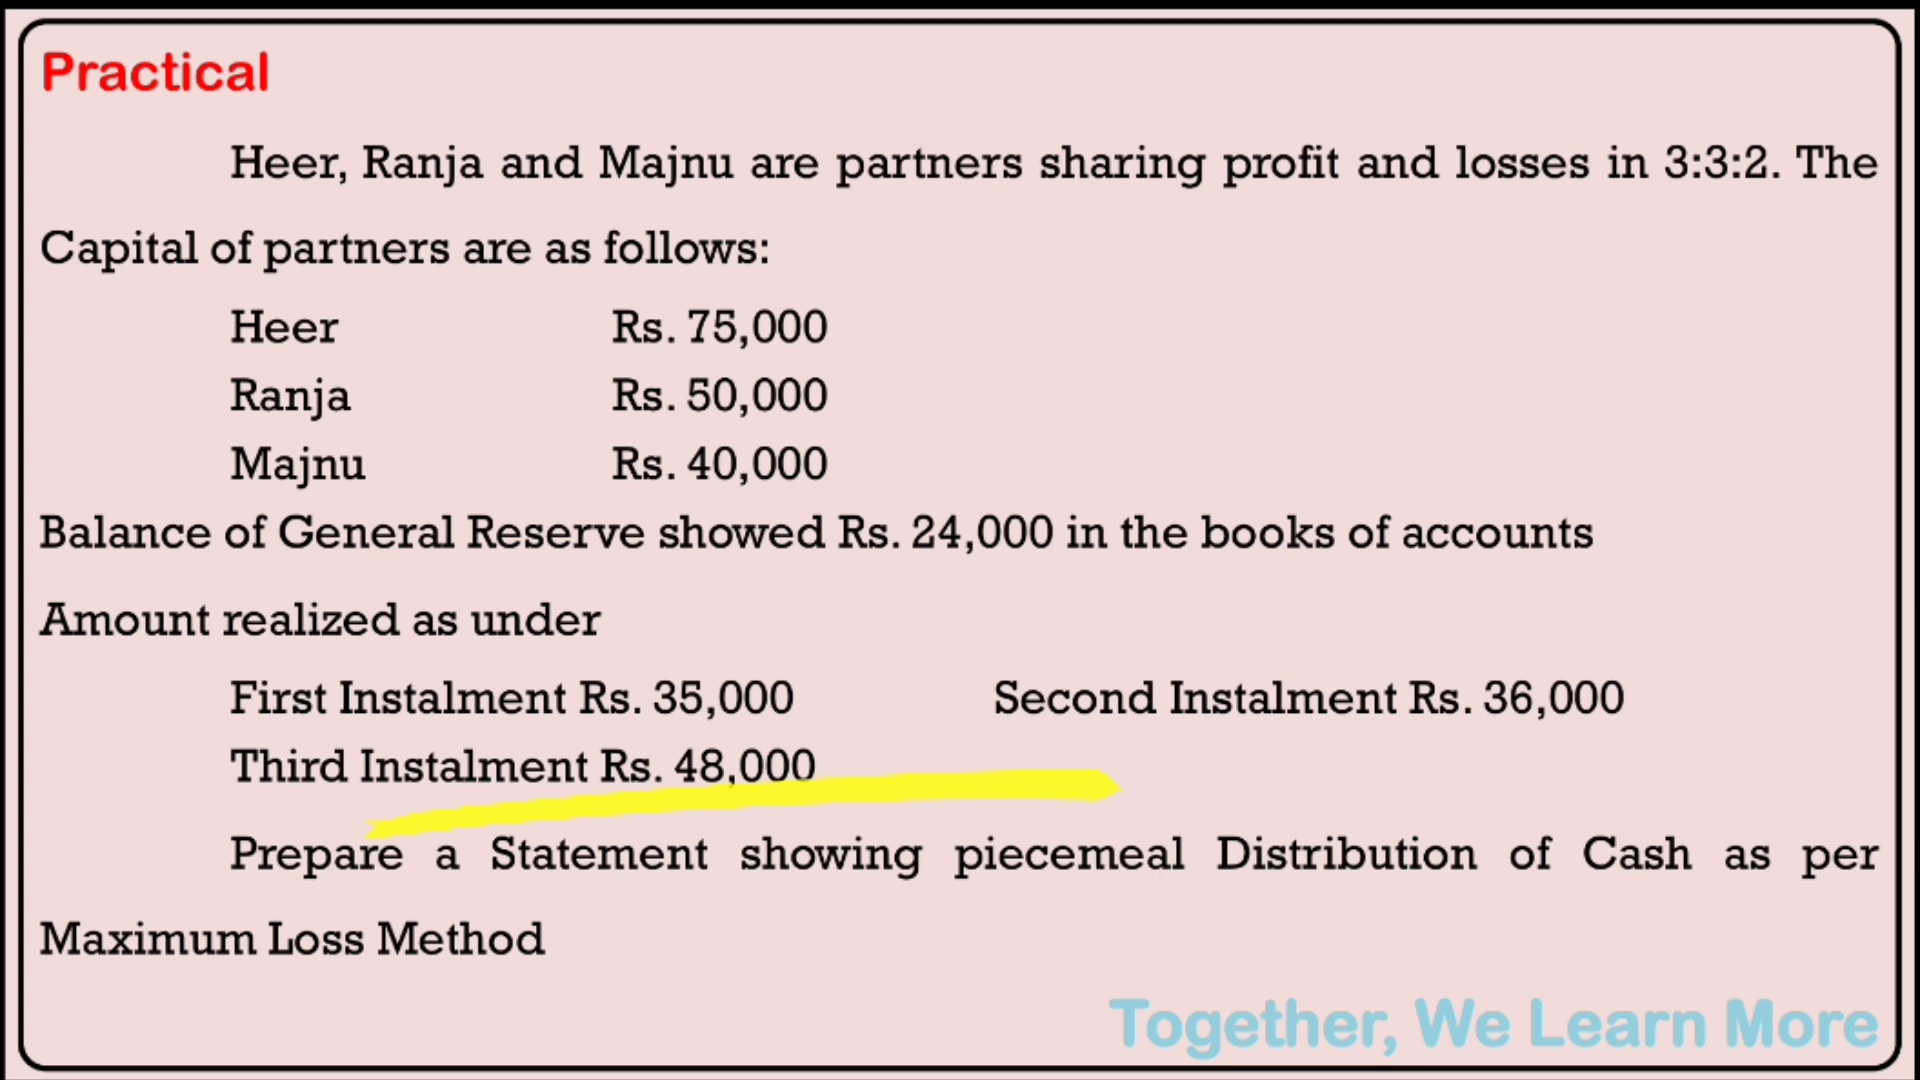 Practical
Heer, Ranja and Majnu are partners sharing profit and losses in 3:3:2. The
Capital of partners are as follows:
Heer Rs. 75,000
Ranja Rs. 50,000
Majnu Rs. 40,000
Balance of General Reserve showed Rs. 24,000 in the books of accounts
Amount realized as under
First Instalment Rs. 35,000 Second Instalment Rs. 36,000
Third Instalment Rs. 48,000
Prepare a Statement showing piecemeal Distribution of Cash as per
Maximum Loss Method
Together, We Learn More